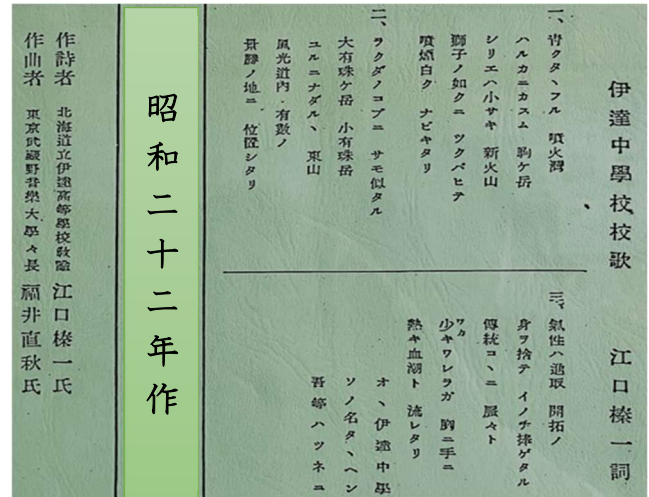 伊達中學校校歌
江口榛一詞
一、青クタヽフル 噴火灣
ハルカニカスム 駒ケ岳
シリエハ小サキ 新火山
獅子ノ如クニ ツクバヒテ
噴煙白ク ナビキタリ
二、ラクダノコブニ サモ似タル
大有珠ケ岳 小有珠岳
ユルニナダルヽ 東山
風光道内・有數ノ
景勝ノ地ニ 位置シタリ
三、氣性ハ進取 開拓ノ
身ヲ捨テ イノチ捧ゲタル
傳統コヽニ 脈々ト
少キワレラガ 胸ニ手ニ
ワカ
熱キ血潮ト 流レタリ
オヽ伊達中學
ソノ名タヽヘン
吾等ハツネニ
昭和二十二年作
作詩者 北海道立伊達高等學校敎諭 江口榛一氏
作曲者 東京武蔵野音樂大學々長 福井直秋氏